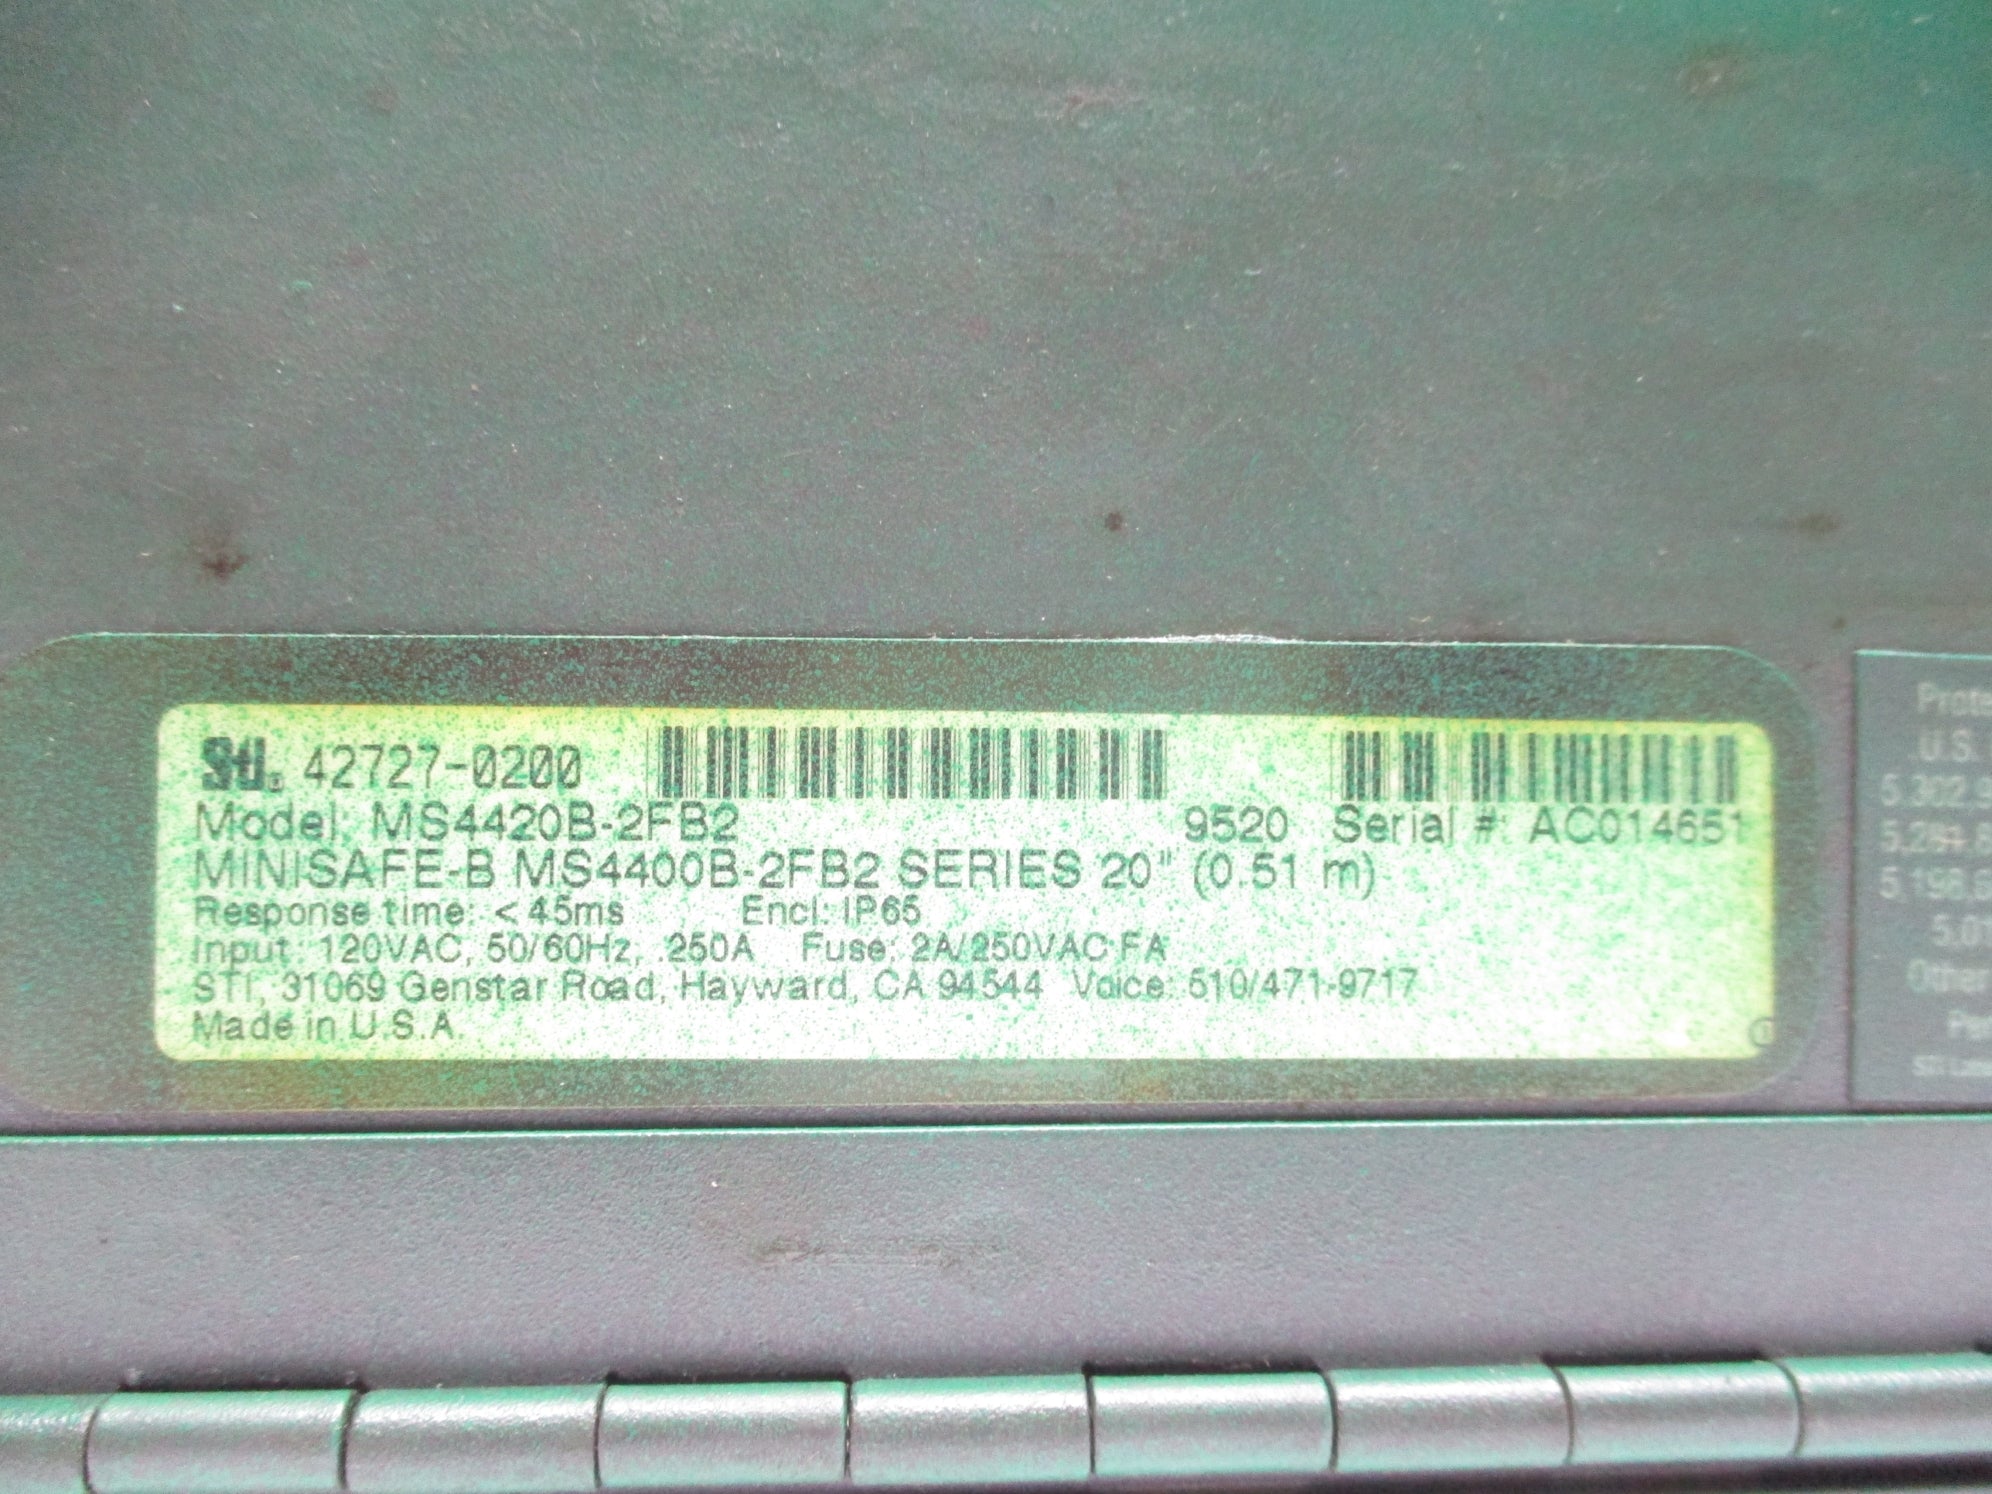 STI. 42727-0200
Model: MS4420B-2FB2 9520 Serial #: AC014651
MINISAFE-B MS4400B-2FB2 SERIES 20" (0.51 m)
Response time: < 45ms Encl: IP65
Input: 120VAC, 50/60Hz, .250A Fuse: 2A/250VAC FA
STI, 31069 Genstar Road, Hayward, CA 94544 Voice: 510/471-9717
Made in U.S.A.
U.S.
Other